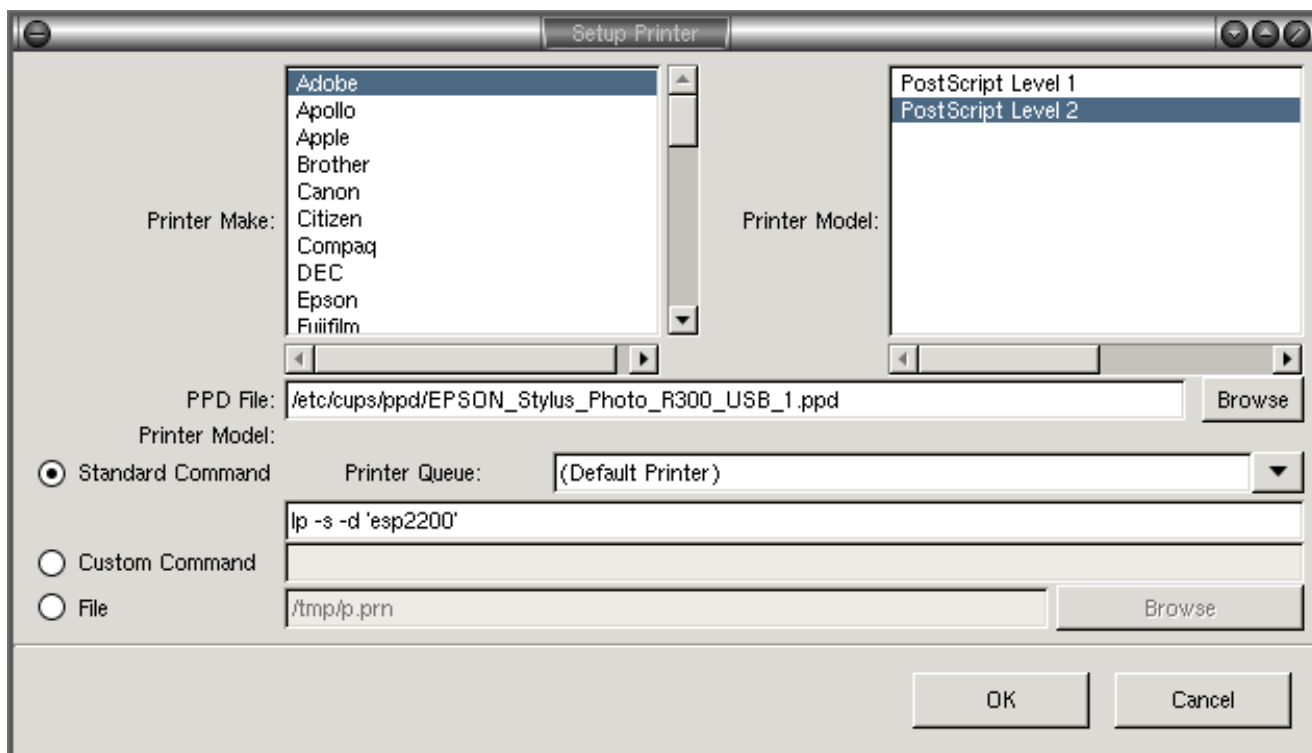 Setup Printer
Printer Make:
Adobe
Apollo
Apple
Brother
Canon
Citizen
Compaq
DEC
Epson
Fujifilm
Printer Model:
PostScript Level 1
PostScript Level 2
PPD File: /etc/cups/ppd/EPSON_Stylus_Photo_R300_USB_1.ppd Browse
Printer Model:
Standard Command Printer Queue: (Default Printer)
lp -s -d 'esp2200'
Custom Command
File /tmp/p.prn Browse
OK Cancel